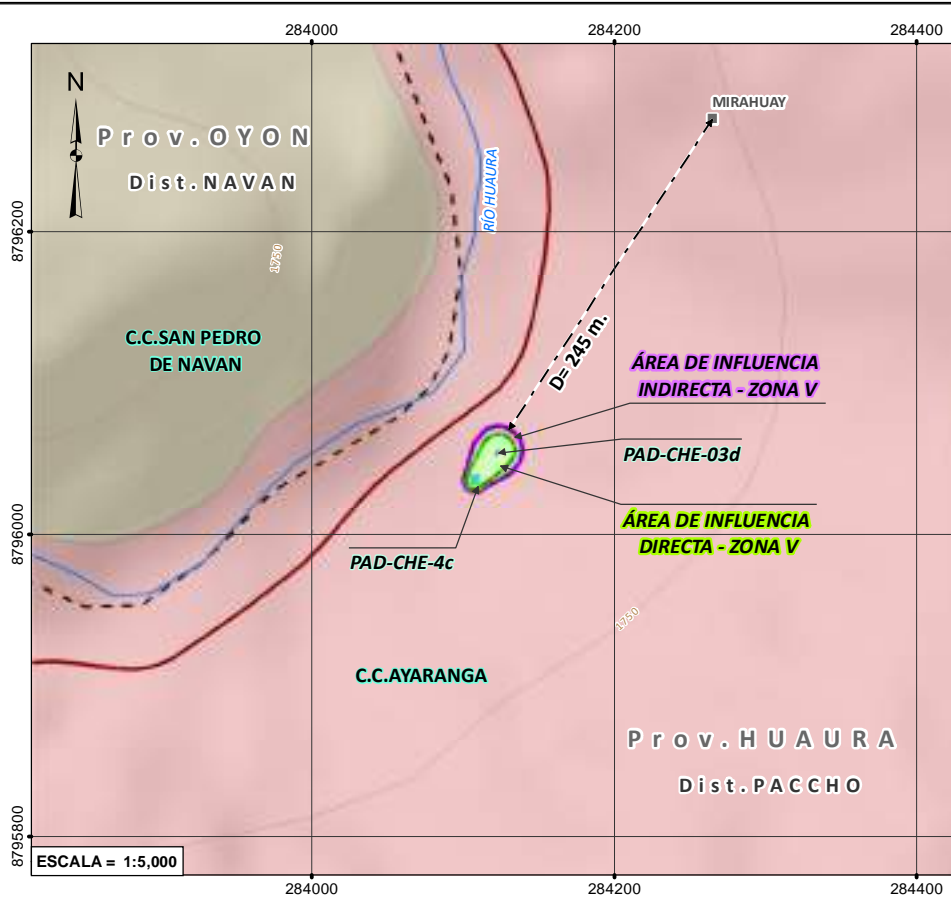 284000
284200
284400
N
MIRAHUAY
Prov.OYON
Dist.NAVAN
RÍO HUAURA
8796200
1750
C.C.SAN PEDRO
DE NAVAN
D= 245 m.
ÁREA DE INFLUENCIA
INDIRECTA - ZONA V
PAD-CHE-03d
ÁREA DE INFLUENCIA
DIRECTA - ZONA V
8796000
PAD-CHE-4c
1750
C.C.AYARANGA
Prov.HUAURA
Dist.PACCHO
8795800
ESCALA = 1:5,000
284000
284200
284400